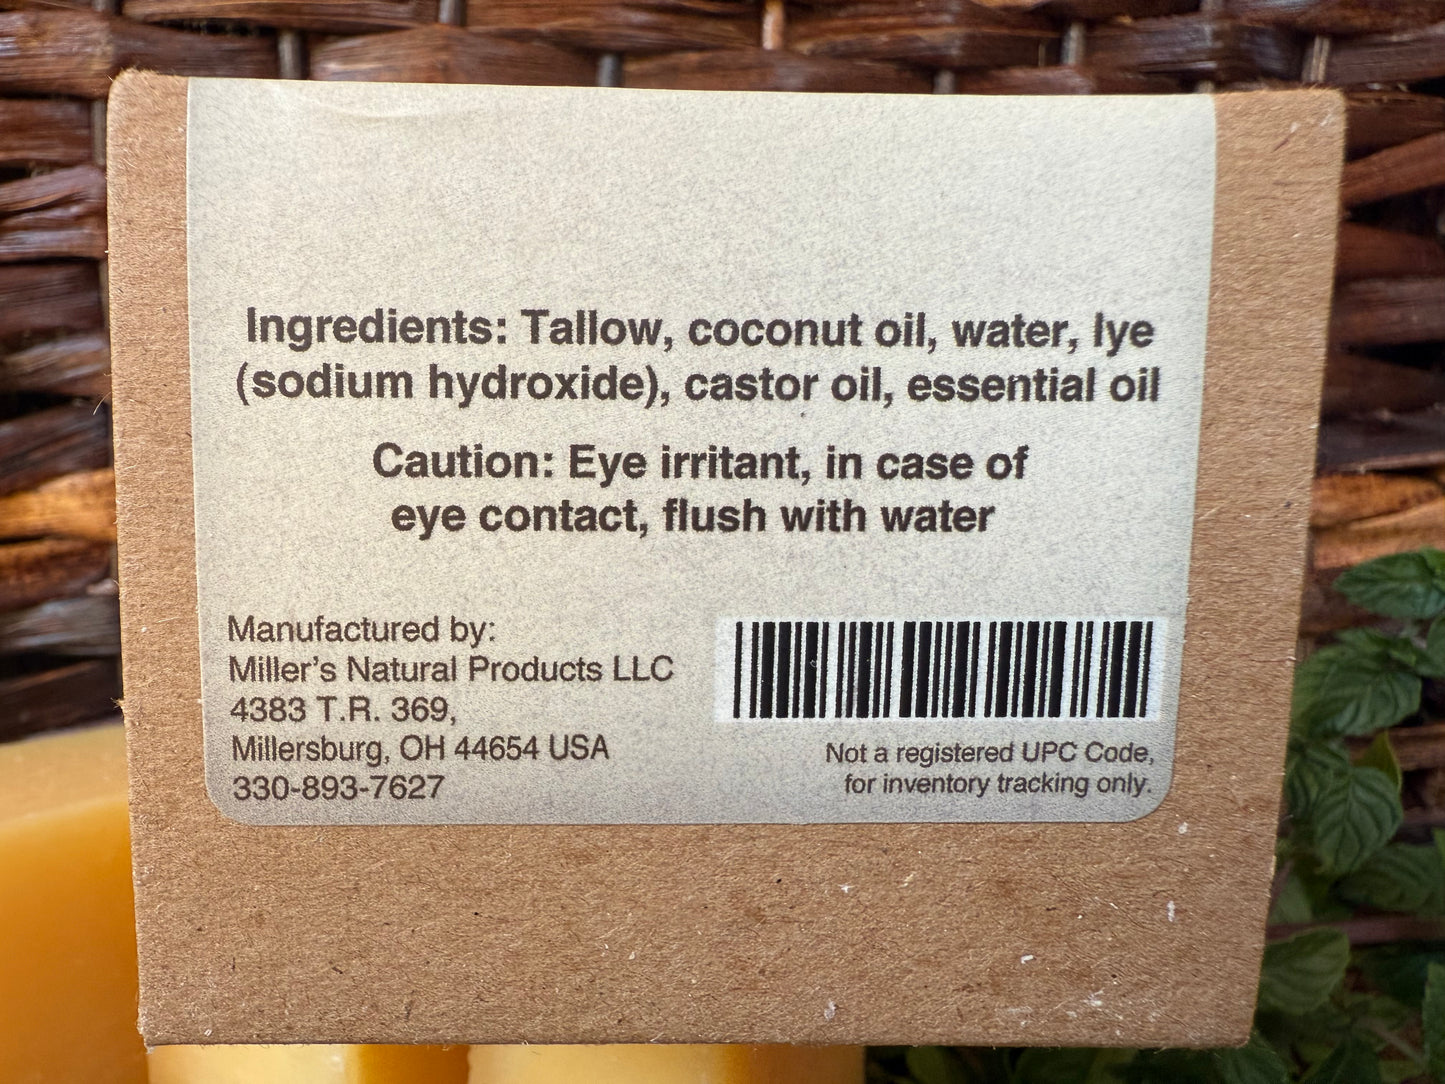 Ingredients: Tallow, coconut oil, water, lye
(sodium hydroxide), castor oil, essential oil
Caution: Eye irritant, in case of
eye contact, flush with water
Manufactured by:
Miller's Natural Products LLC
4383 T.R. 369,
Millersburg, OH 44654 USA
330-893-7627
Not a registered UPC Code,
for inventory tracking only.